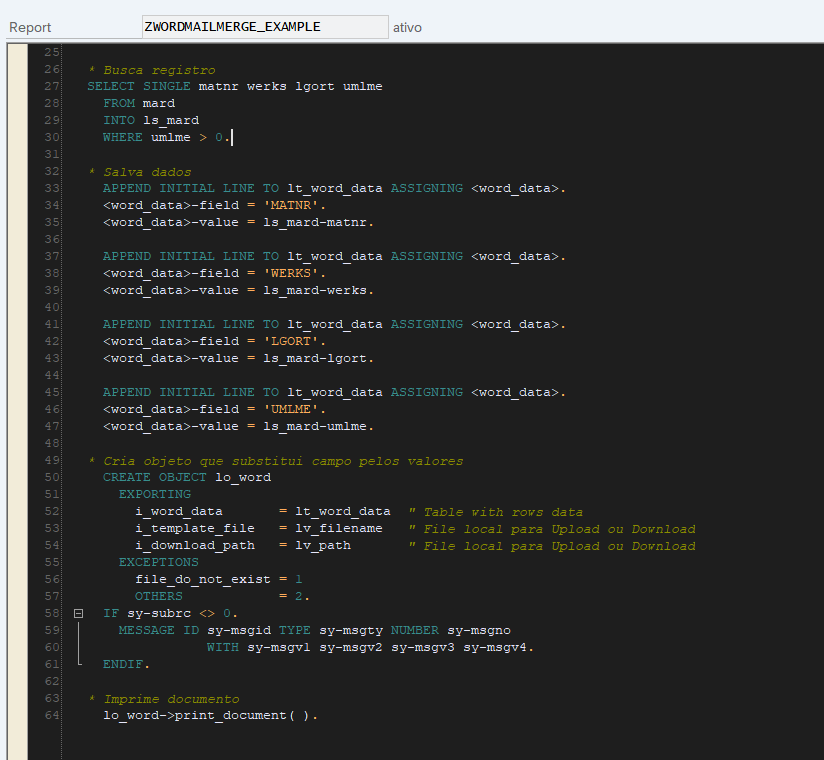 Report ZWORDMAILMERGE_EXAMPLE ativo
25
26 * Busca registro
27 SELECT SINGLE matnr werks lgort umlme
28 FROM mard
29 INTO ls_mard
30 WHERE umlme > 0.
31
32 * Salva dados
33 APPEND INITIAL LINE TO lt_word_data ASSIGNING <word_data>.
34 <word_data>-field = 'MATNR'.
35 <word_data>-value = ls_mard-matnr.
36
37 APPEND INITIAL LINE TO lt_word_data ASSIGNING <word_data>.
38 <word_data>-field = 'WERKS'.
39 <word_data>-value = ls_mard-werks.
40
41 APPEND INITIAL LINE TO lt_word_data ASSIGNING <word_data>.
42 <word_data>-field = 'LGORT'.
43 <word_data>-value = ls_mard-lgort.
44
45 APPEND INITIAL LINE TO lt_word_data ASSIGNING <word_data>.
46 <word_data>-field = 'UMLME'.
47 <word_data>-value = ls_mard-umlme.
48
49 * Cria objeto que substitui campo pelos valores
50 CREATE OBJECT lo_word
51 EXPORTING
52 i_word_data = lt_word_data " Table with rows data
53 i_template_file = lv_filename " File local para Upload ou Download
54 i_download_path = lv_path " File local para Upload ou Download
55 EXCEPTIONS
56 file_do_not_exist = 1
57 OTHERS = 2.
58 IF sy-subrc <> 0.
59 MESSAGE ID sy-msgid TYPE sy-msgty NUMBER sy-msgno
60 WITH sy-msgv1 sy-msgv2 sy-msgv3 sy-msgv4.
61 ENDIF.
62
63 * Imprime documento
64 lo_word->print_document( ).